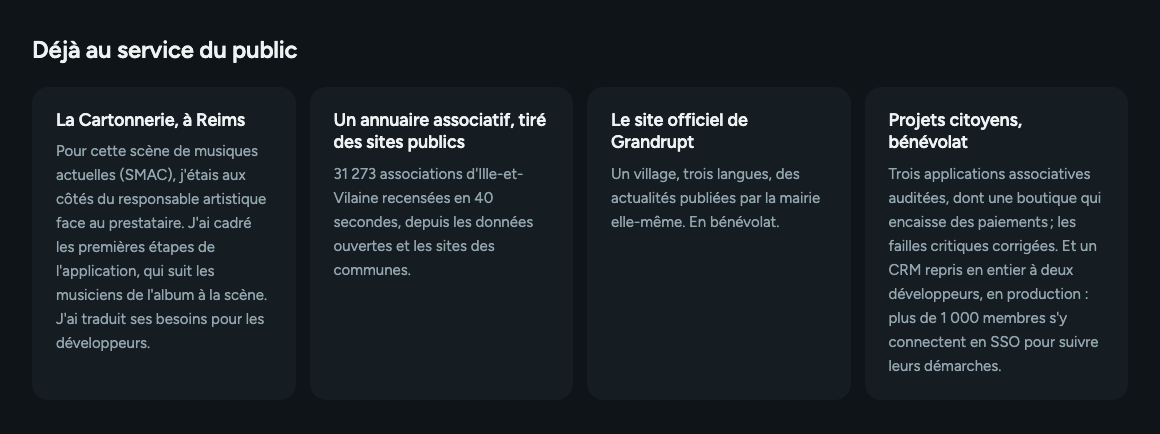 Déjà au service du public
La Cartonnerie, à Reims
Pour cette scène de musiques
actuelles (SMAC), j'étais aux
côtés du responsable artistique
face au prestataire. J'ai cadré
les premières étapes de
l'application, qui suit les
musiciens de l'album à la scène.
J'ai traduit ses besoins pour les
développeurs.
Un annuaire associatif, tiré
des sites publics
31 273 associations d'Ille-et-
Vilaine recensées en 40
secondes, depuis les données
ouvertes et les sites des
communes.
Le site officiel de
Grandrupt
Un village, trois langues, des
actualités publiées par la mairie
elle-même. En bénévolat.
Projets citoyens,
bénévolat
Trois applications associatives
auditées, dont une boutique qui
encaisse des paiements ; les
failles critiques corrigées. Et un
CRM repris en entier à deux
développeurs, en production :
plus de 1 000 membres s'y
connectent en SSO pour suivre
leurs démarches.